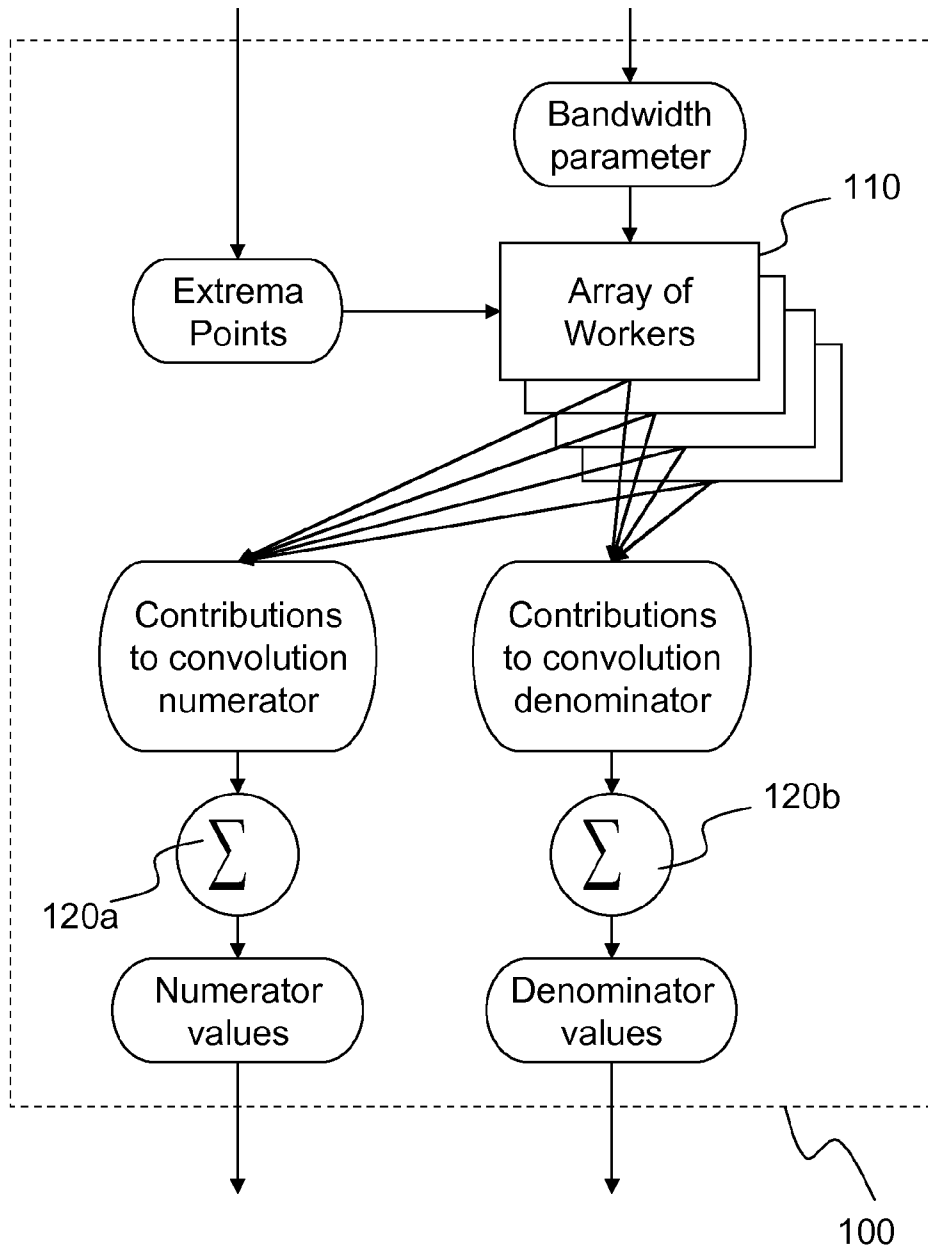 Bandwidth
parameter
110
Extrema
Points
Array of
Workers
Contributions
to convolution
numerator
Contributions
to convolution
denominator
Σ
Σ
120b
120a
Numerator
values
Denominator
values
100